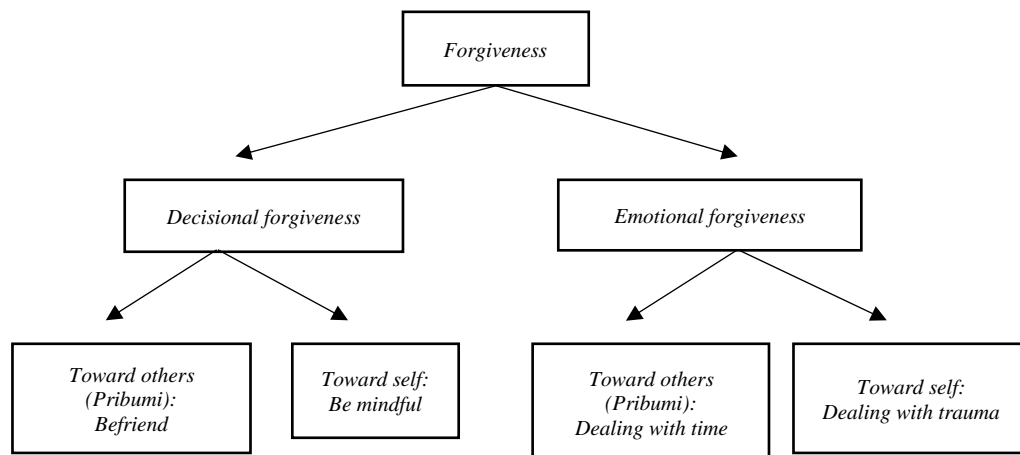 Forgiveness
Decisional forgiveness
Emotional forgiveness
Toward others
(Pribumi):
Befriend
Toward self:
Be mindful
Toward others
(Pribumi):
Dealing with time
Toward self:
Dealing with trauma